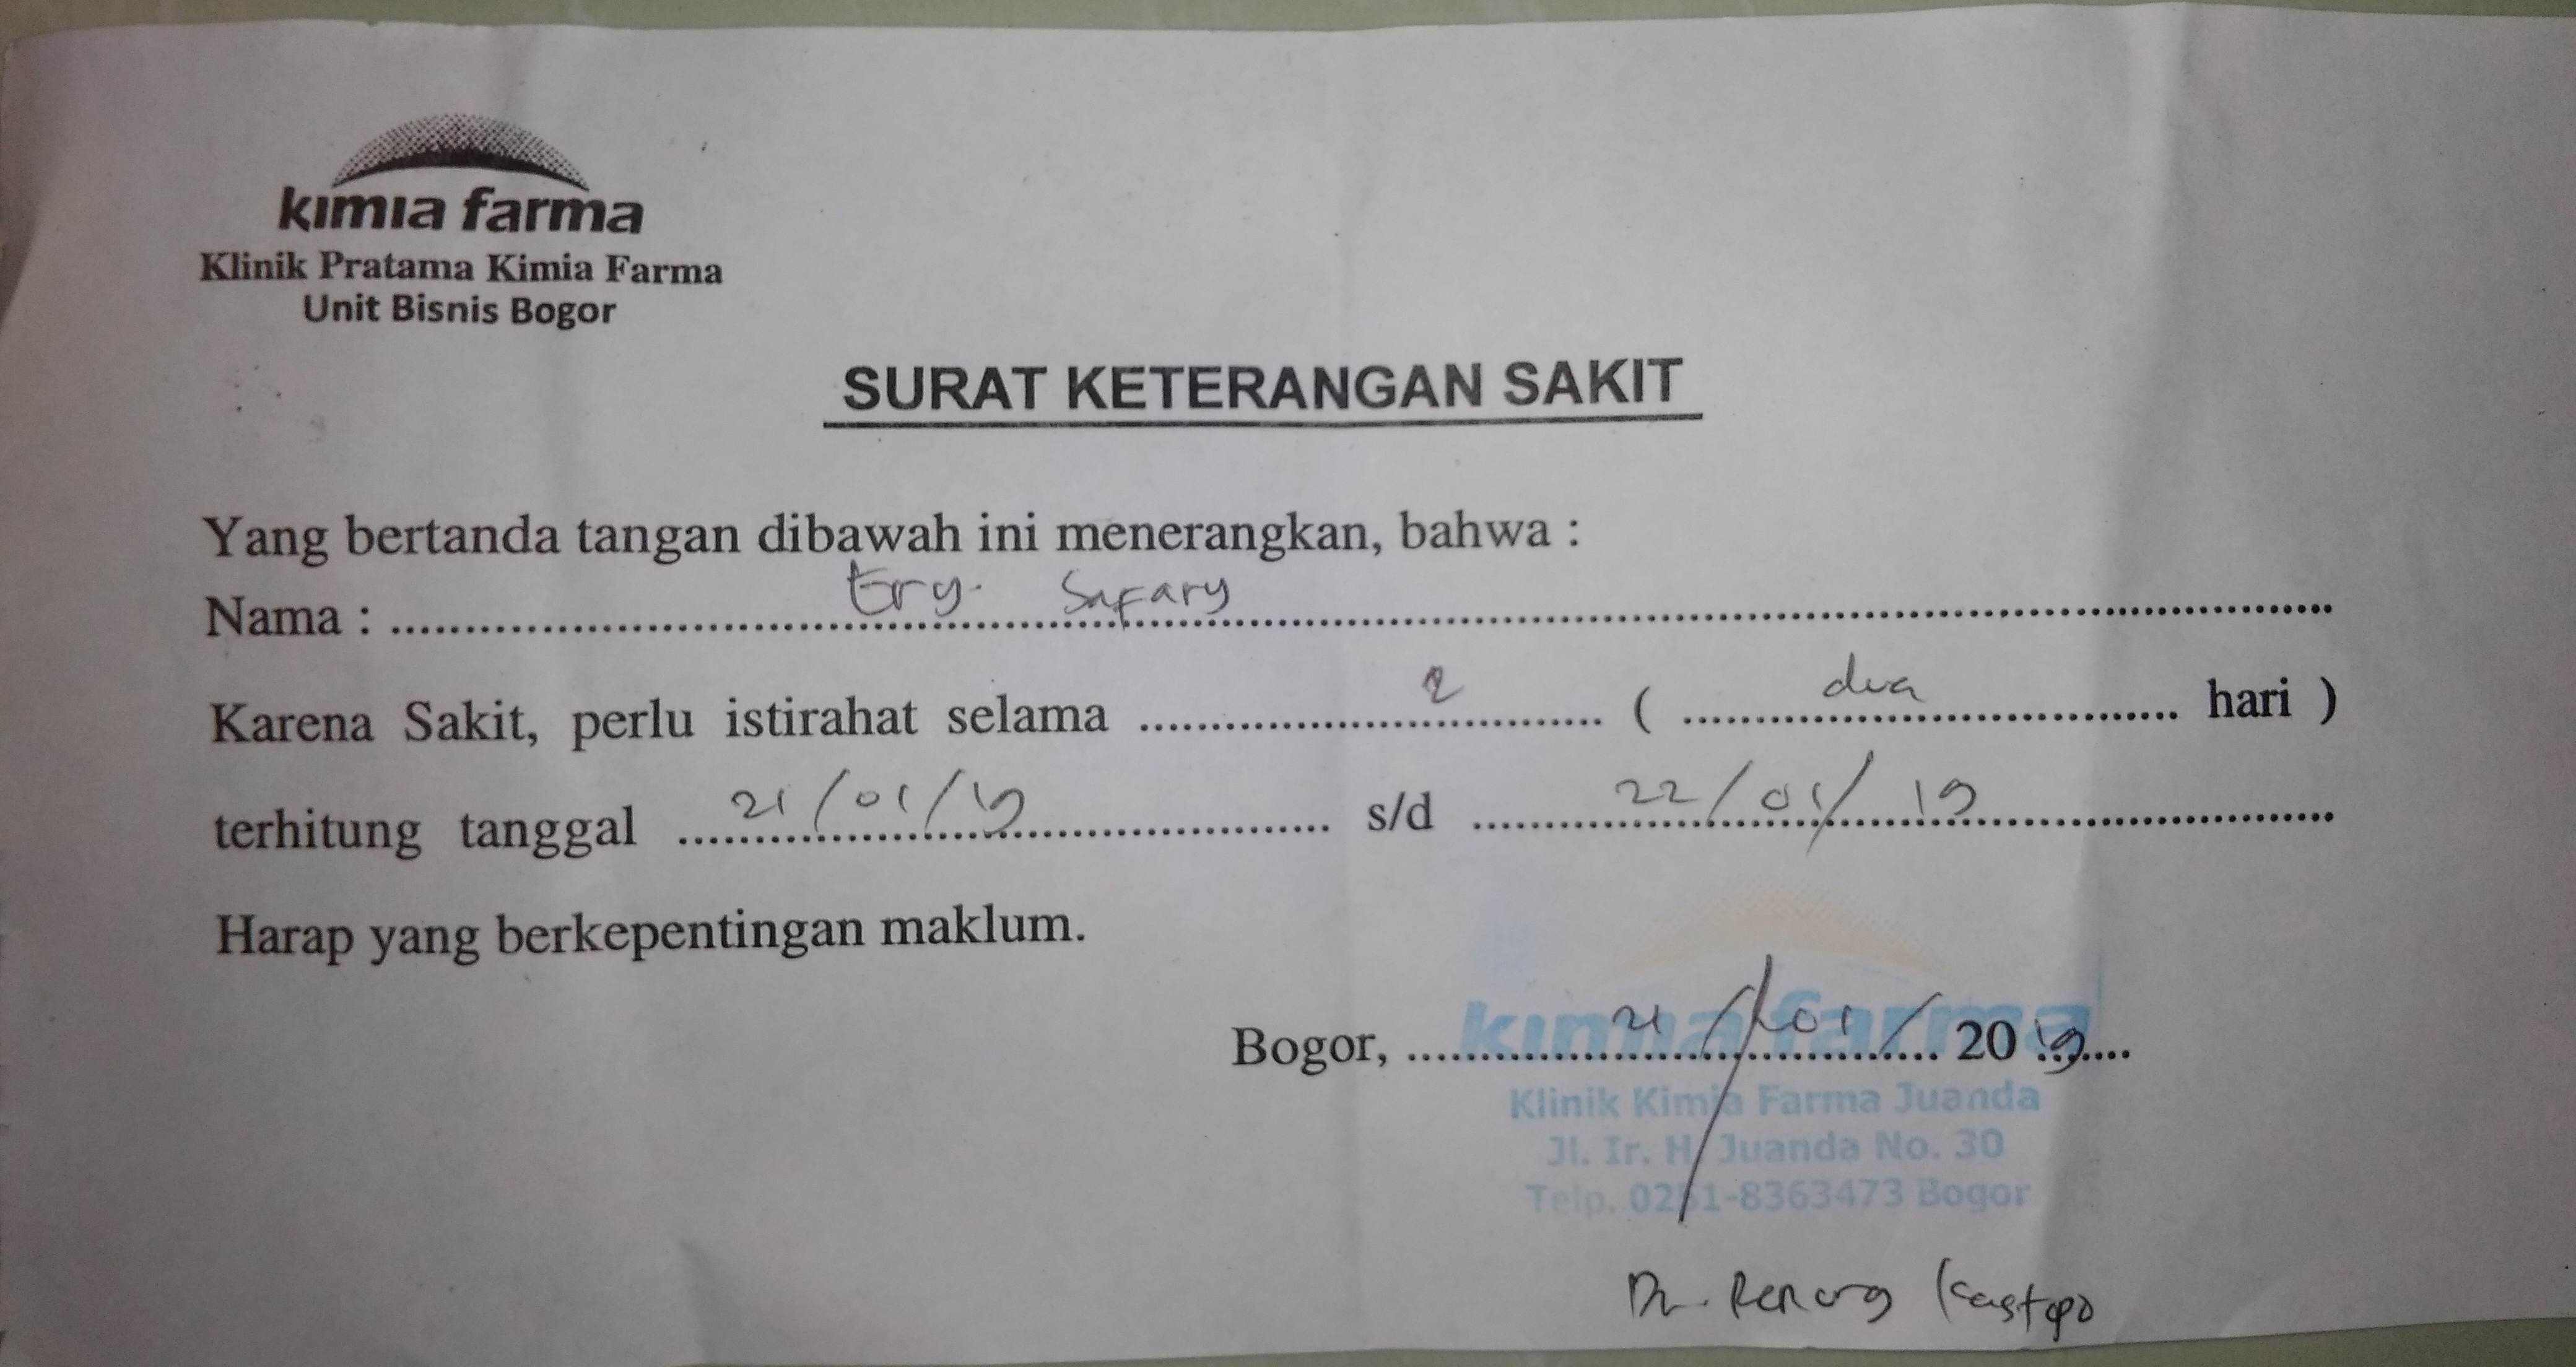 kimia farma
Klinik Pratama Kimia Farma
Unit Bisnis Bogor
SURAT KETERANGAN SAKIT
Yang bertanda tangan dibawah ini menerangkan, bahwa :
Nama : Ery. Safary
Karena Sakit, perlu istirahat selama 2 ( dua hari )
terhitung tanggal 21/01/19 s/d 22/01/19
Harap yang berkepentingan maklum.
kimia farma
Bogor, 21/01/2019
Klinik Kimia Farma Juanda
Jl. Ir. H. Juanda No. 30
Telp. 0251-8363473 Bogor
Dr.